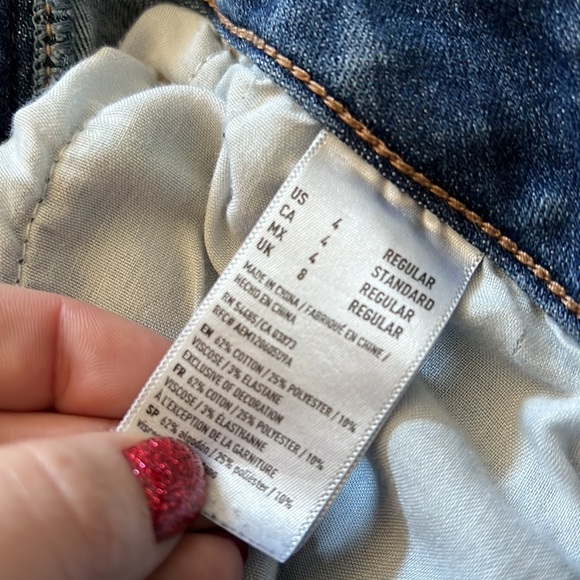 US 4 REGULAR
CA 4 STANDARD
MX 4 REGULAR
UK 8 REGULAR
MADE IN CHINA / FABRIQUÉ EN CHINE /
HECHO EN CHINA
RN 54485/CA 03873
EN 62% COTTON / 25% POLYESTER / 10%
VISCOSE / 3% ELASTANE
EXCLUSIVE OF DECORATION
FR 62% COTON / 25% POLYESTER / 10%
VISCOSE / 3% ÉLASTHANNE
À L'EXCEPTION DE LA GARNITURE
SP 62% algodón / 25% poliéster / 10%